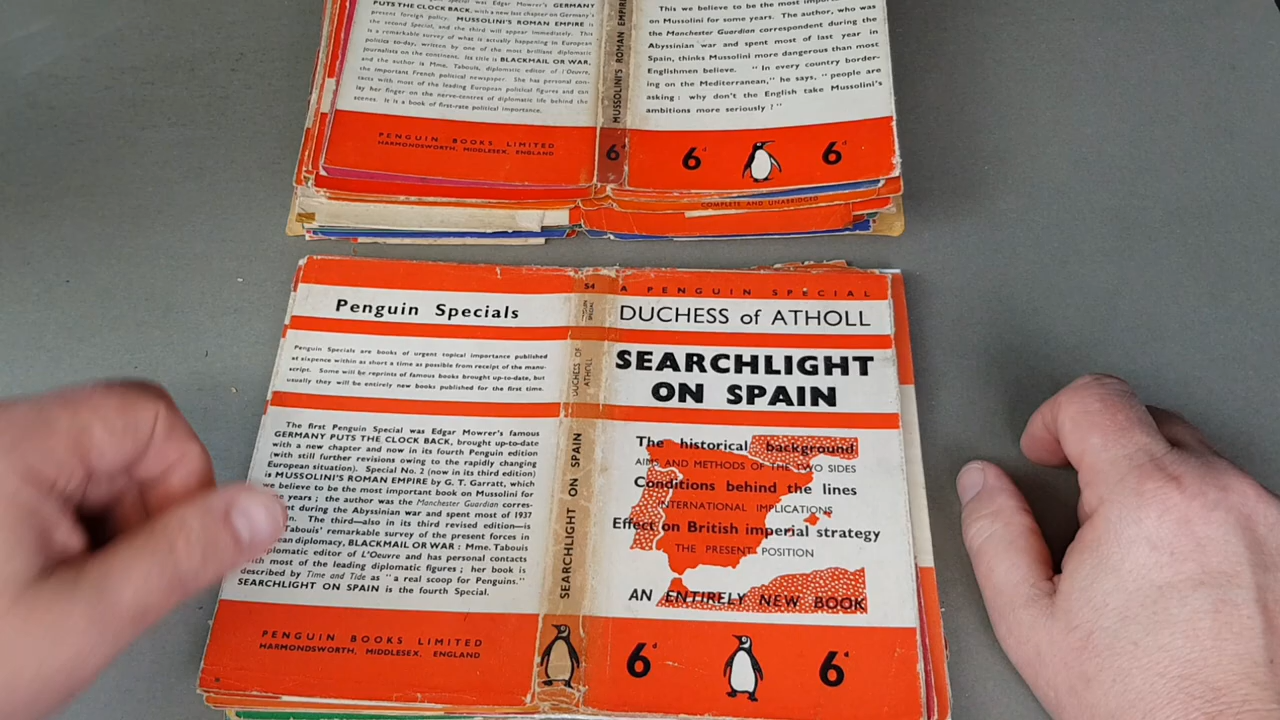 PUTS THE CLOCK BACK, with a new last chapter on Germany's
present foreign policy. MUSSOLINI'S ROMAN EMPIRE is
the second Special, and the third will appear immediately. This
is a remarkable survey of what is actually happening in European
politics to-day, written by one of the most brilliant diplomatic
journalists on the continent. Its title is BLACKMAIL OR WAR,
and the author is Mme. Tabouis, diplomatic editor of L'Oeuvre,
the important French political newspaper. She has personal con-
tacts with most of the leading European political figures and can
lay her finger on the nerve-centres of diplomatic life behind the
scenes. It is a book of first-rate political importance.
PENGUIN BOOKS LIMITED
HARMONDSWORTH, MIDDLESEX, ENGLAND
MUSSOLINI'S ROMAN EMPIRE
6
This we believe to be the most
on Mussolini for some years. The author, who was
the Manchester Guardian correspondent during the
Abyssinian war and spent most of last year in
Spain, thinks Mussolini more dangerous than most
Englishmen believe. "In every country border-
ing on the Mediterranean," he says, "people are
asking: why don't the English take Mussolini's
ambitions more seriously?"
6d 6d
COMPLETE AND UNABRIDGED
Penguin Specials
Penguin Specials are books of urgent topical importance published
at sixpence within as short a time as possible from receipt of the manu-
script. Some will be reprints of famous books brought up-to-date, but
usually they will be entirely new books published for the first time.
The first Penguin Special was Edgar Mowrer's famous
GERMANY PUTS THE CLOCK BACK, brought up-to-date
with a new chapter and now in its fourth Penguin edition
(with still further revisions owing to the rapidly changing
European situation). Special No. 2 (now in its third edition)
is MUSSOLINI'S ROMAN EMPIRE by G. T. Garratt, which
we believe to be the most important book on Mussolini for
years; the author was the Manchester Guardian corres-
during the Abyssinian war and spent most of 1937
The third—also in its third revised edition—is
Tabouis' remarkable survey of the present forces in
diplomacy, BLACKMAIL OR WAR: Mme. Tabouis
editor of L'Oeuvre and has personal contacts
most of the leading diplomatic figures; her book is
described by Time and Tide as "a real scoop for Penguins."
SEARCHLIGHT ON SPAIN is the fourth Special.
PENGUIN BOOKS LIMITED
HARMONDSWORTH, MIDDLESEX, ENGLAND
S4
PENGUIN SPECIAL
DUCHESS OF ATHOLL
SEARCHLIGHT ON SPAIN
A PENGUIN SPECIAL
DUCHESS of ATHOLL
SEARCHLIGHT
ON SPAIN
The historical background
AIMS AND METHODS OF THE TWO SIDES
Conditions behind the lines
INTERNATIONAL IMPLICATIONS
Effect on British imperial strategy
THE PRESENT POSITION
AN ENTIRELY NEW BOOK
6d 6d